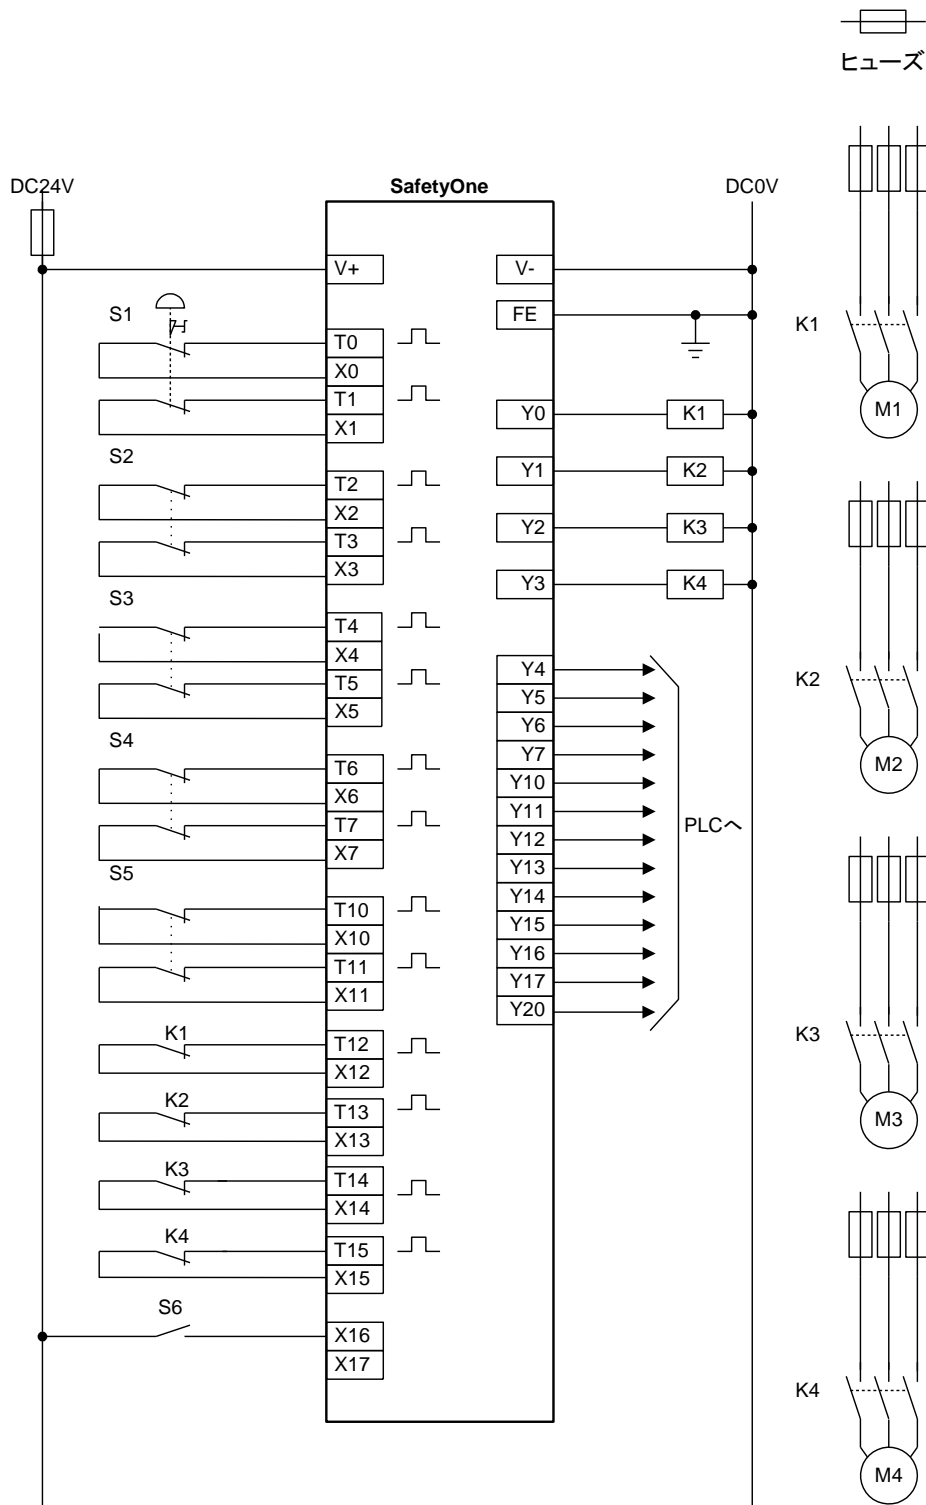 ヒューズ
DC24V
SafetyOne
DC0V
V+
V-
FE
S1
T0
X0
T1
X1
S2
T2
X2
T3
X3
S3
T4
X4
T5
X5
S4
T6
X6
T7
X7
S5
T10
X10
T11
X11
K1
T12
X12
K2
T13
X13
K3
T14
X14
K4
T15
X15
S6
X16
X17
Y0
K1
Y1
K2
Y2
K3
Y3
K4
Y4
Y5
Y6
Y7
Y10
Y11
Y12
Y13
Y14
Y15
Y16
Y17
Y20
PLCへ
K1
M1
K2
M2
K3
M3
K4
M4